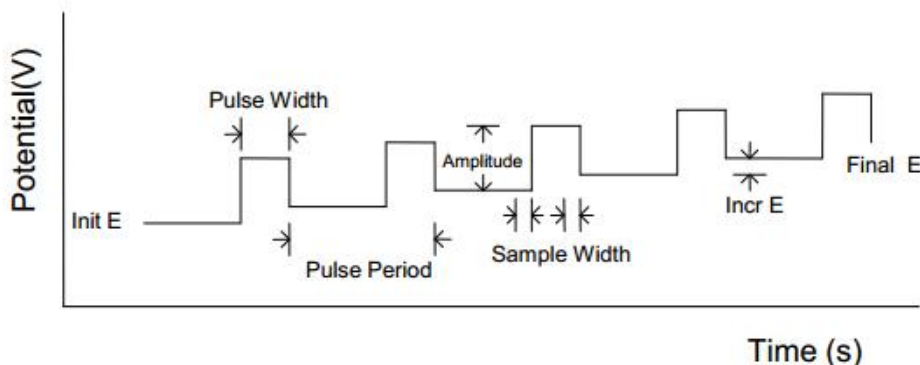 Potential(V)
Pulse Width
Amplitude
Init E
Final E
Incr E
Sample Width
Pulse Period
Time (s)